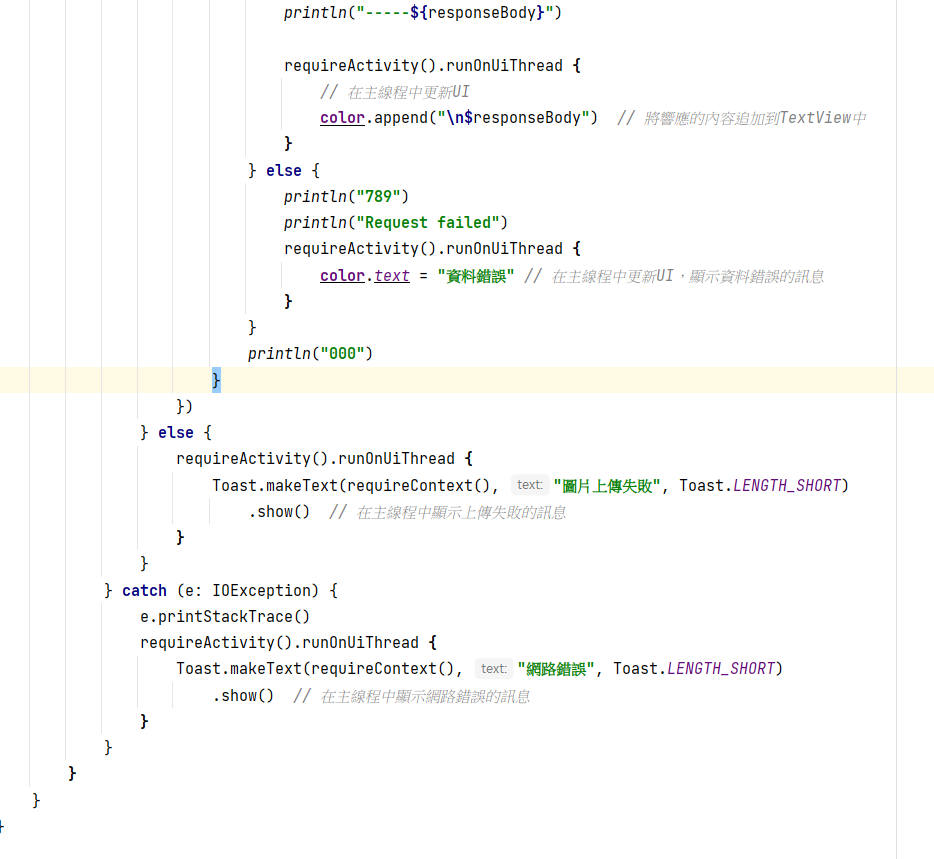 println("-----${responseBody}")
requireActivity().runOnUiThread {
// 在主線程中更新UI
color.append("\n$responseBody")  // 將響應的內容追加到TextView中
}
} else {
println("789")
println("Request failed")
requireActivity().runOnUiThread {
color.text = "資料錯誤" // 在主線程中更新UI，顯示資料錯誤的訊息
}
}
println("000")
}
})
} else {
requireActivity().runOnUiThread {
Toast.makeText(requireContext(), text: "圖片上傳失敗", Toast.LENGTH_SHORT)
.show()  // 在主線程中顯示上傳失敗的訊息
}
}
} catch (e: IOException) {
e.printStackTrace()
requireActivity().runOnUiThread {
Toast.makeText(requireContext(), text: "網路錯誤", Toast.LENGTH_SHORT)
.show()  // 在主線程中顯示網路錯誤的訊息
}
}
}
}
}